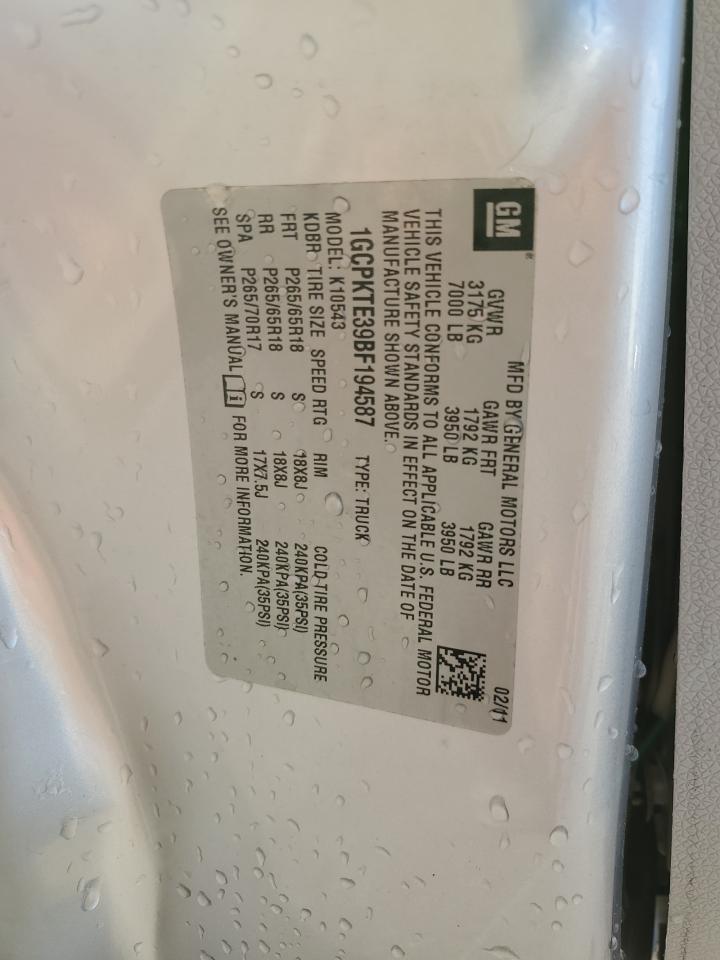 GM®
MFD BY GENERAL MOTORS LLC 02/11
GVWR GAWR FRT GAWR RR
3175 KG 1792 KG 1792 KG
7000 LB 3950 LB 3950 LB
THIS VEHICLE CONFORMS TO ALL APPLICABLE U.S. FEDERAL MOTOR
VEHICLE SAFETY STANDARDS IN EFFECT ON THE DATE OF
MANUFACTURE SHOWN ABOVE.
1GCPKTE39BF194587 TYPE: TRUCK
MODEL: K10543
KDBR TIRE SIZE SPEED RTG RIM COLD TIRE PRESSURE
FRT P265/65R18 S 18X8J 240KPA(35PSI)
RR P265/65R18 S 18X8J 240KPA(35PSI)
SPA P265/70R17 S 17X7.5J 240KPA(35PSI)
SEE OWNER'S MANUAL i FOR MORE INFORMATION.